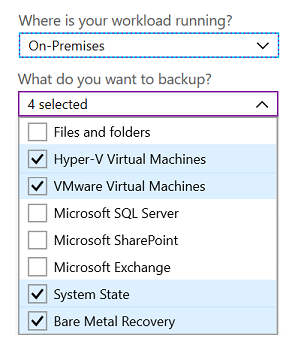 Where is your workload running?
On-Premises
What do you want to backup?
4 selected
Files and folders
Hyper-V Virtual Machines
VMware Virtual Machines
Microsoft SQL Server
Microsoft SharePoint
Microsoft Exchange
System State
Bare Metal Recovery